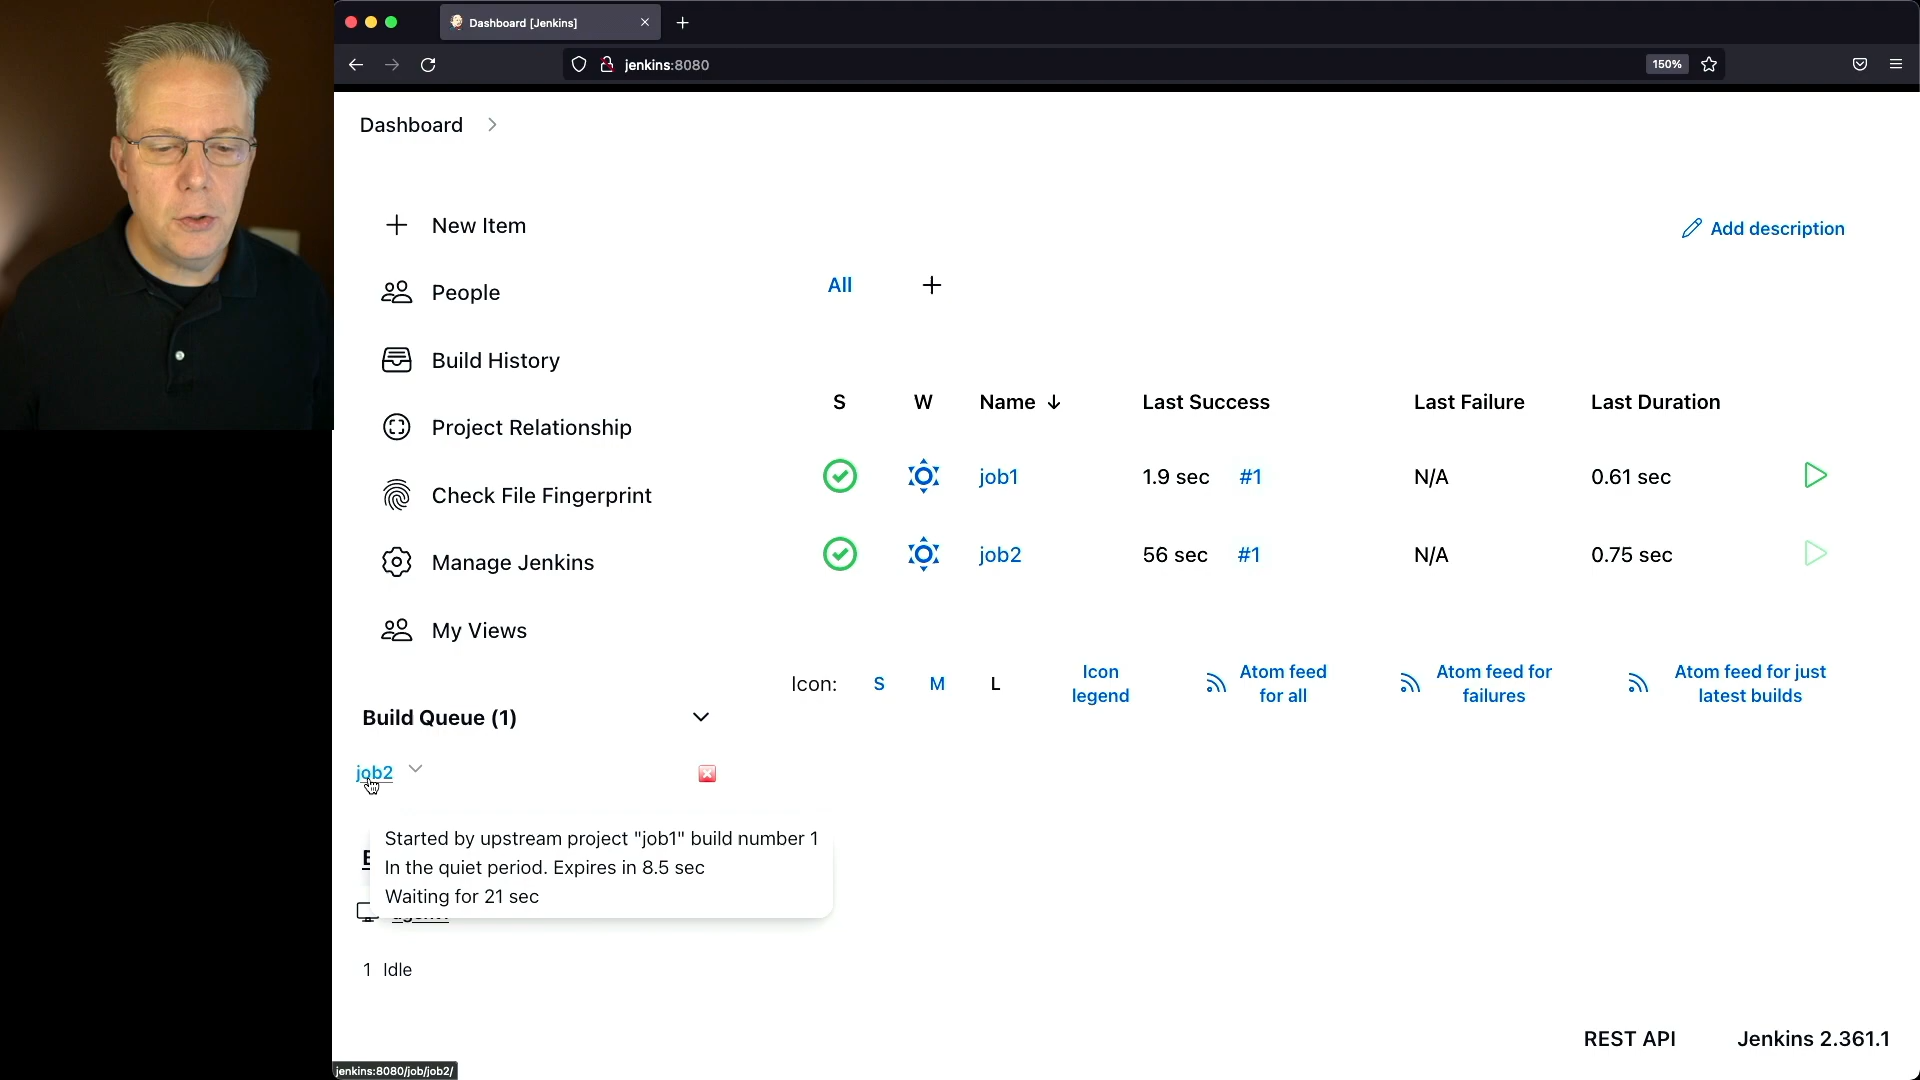 Dashboard [Jenkins]
jenkins:8080
150%
Dashboard
New Item
People
Build History
Project Relationship
Check File Fingerprint
Manage Jenkins
My Views
Add description
All
S W Name ↓ Last Success Last Failure Last Duration
job1 1.9 sec #1 N/A 0.61 sec
job2 56 sec #1 N/A 0.75 sec
Icon: S M L
Icon
legend
Atom feed
for all
Atom feed for
failures
Atom feed for just
latest builds
Build Queue (1)
job2
Started by upstream project "job1" build number 1
In the quiet period. Expires in 8.5 sec
Waiting for 21 sec
1 Idle
REST API
Jenkins 2.361.1
jenkins:8080/job/job2/